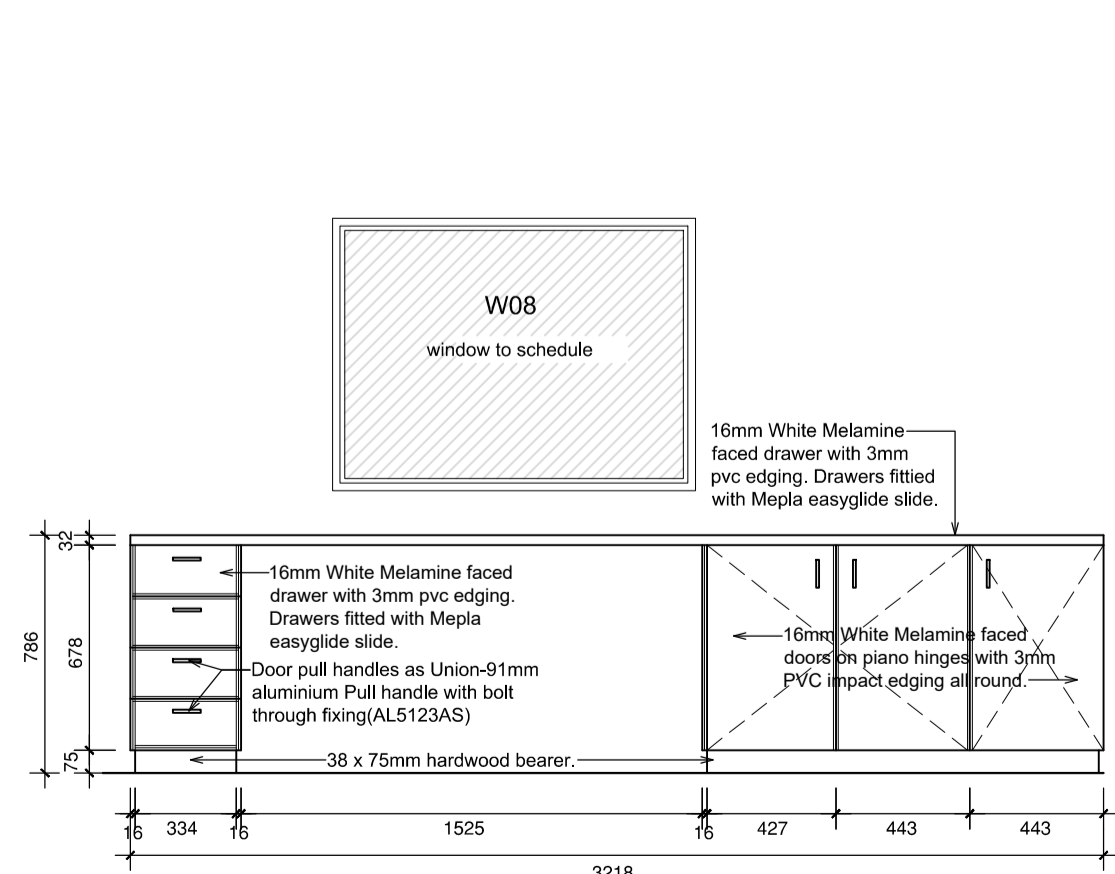 W08
window to schedule
16mm White Melamine
faced drawer with 3mm
pvc edging. Drawers fittied
with Mepla easyglide slide.
16mm White Melamine faced
drawer with 3mm pvc edging.
Drawers fitted with Mepla
easyglide slide.
Door pull handles as Union-91mm
aluminium Pull handle with bolt
through fixing(AL5123AS)
16mm White Melamine faced
doors on piano hinges with 3mm
PVC impact edging all round.
38 x 75mm hardwood bearer.
32
786
678
75
16 334 16 1525 16 427 443 443
3218